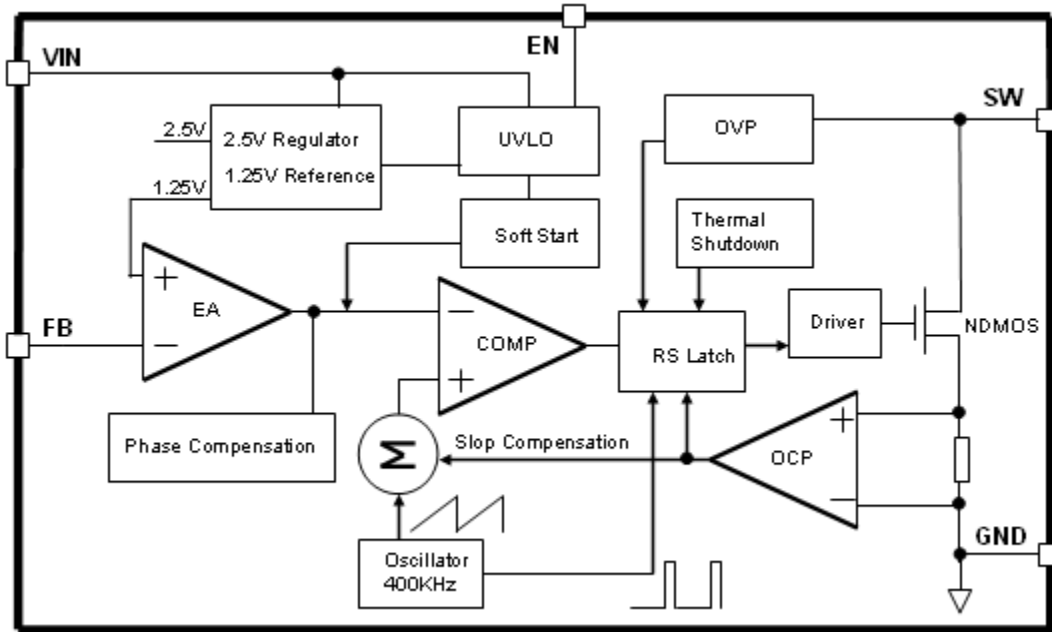 EN
VIN
SW
2.5V
2.5V Regulator
1.25V Reference
1.25V
UVLO
OVP
Soft Start
Thermal
Shutdown
+
EA
−
FB
−
COMP
+
RS Latch
Driver
NDMOS
Phase Compensation
Σ
Slop Compensation
+
OCP
−
Oscillator
400KHz
GND